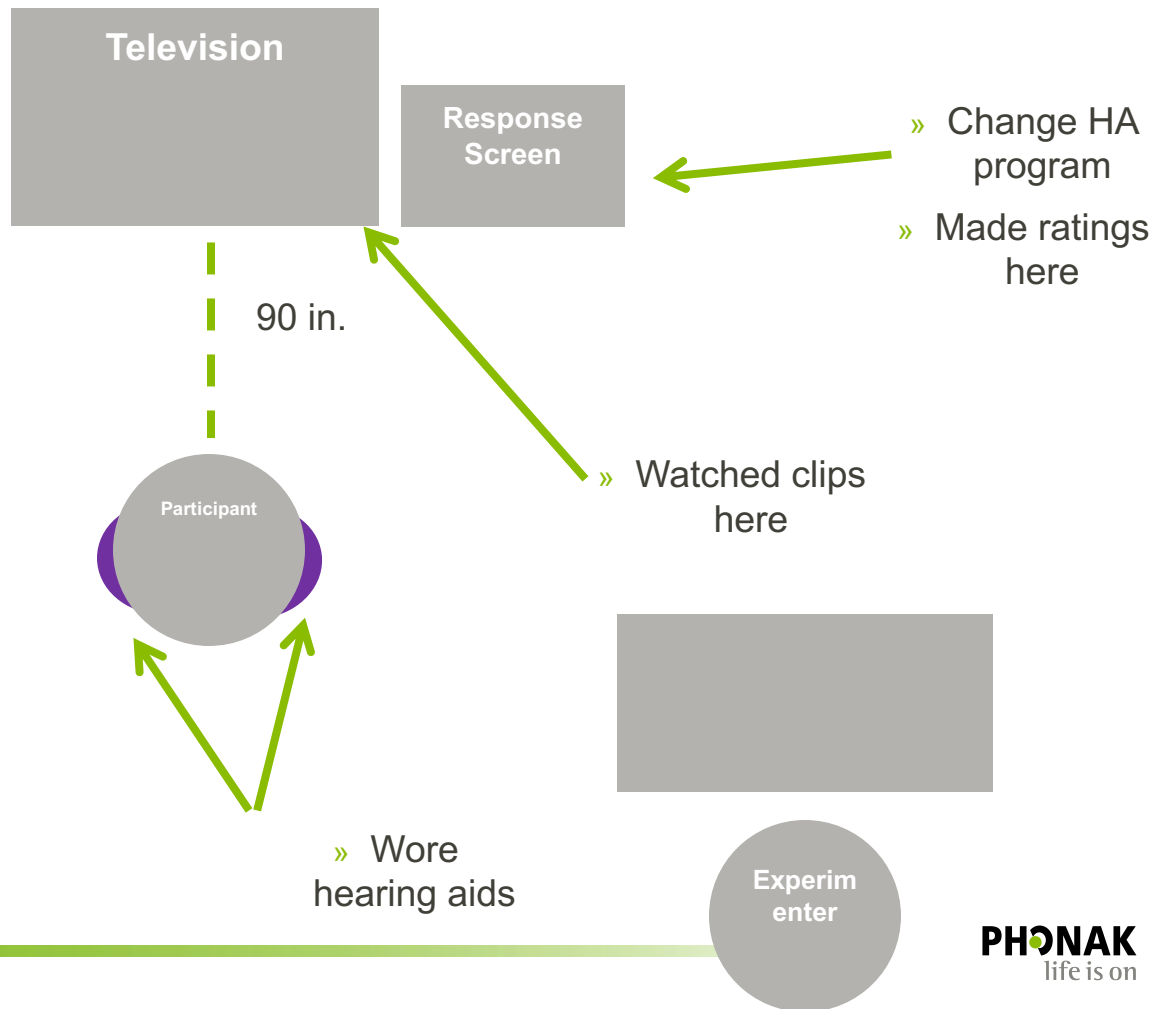 Television
Response
Screen
» Change HA
program
» Made ratings
here
90 in.
» Watched clips
here
Participant
» Wore
hearing aids
Experim
enter
PHONAK
life is on